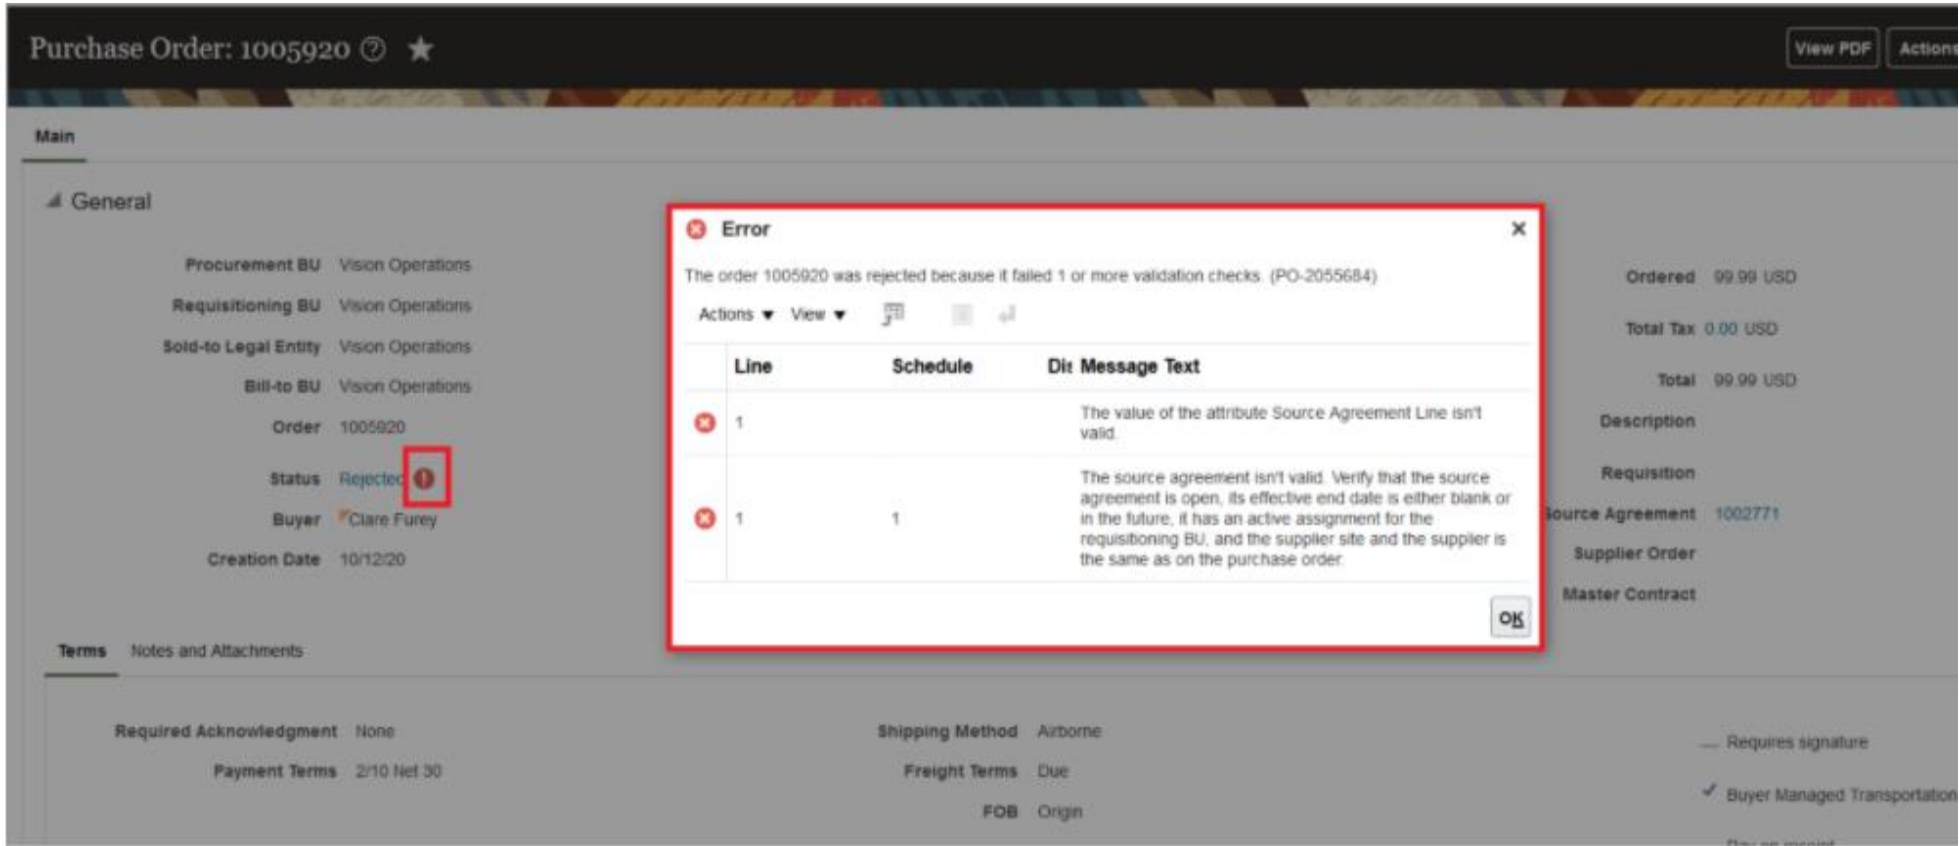 Purchase Order: 1005920
View PDF
Actions
Main
General
Procurement BU Vision Operations
Requisitioning BU Vision Operations
Sold-to Legal Entity Vision Operations
Bill-to BU Vision Operations
Order 1005920
Status Rejected
Buyer Clare Furey
Creation Date 10/12/20
Error
The order 1005920 was rejected because it failed 1 or more validation checks. (PO-2055684)
Actions View
Line Schedule Message Text
1 The value of the attribute Source Agreement Line isn't
valid.
1 1 The source agreement isn't valid. Verify that the source
agreement is open, its effective end date is either blank or
in the future, it has an active assignment for the
requisitioning BU, and the supplier site and the supplier is
the same as on the purchase order.
OK
Ordered 99.99 USD
Total Tax 0.00 USD
Total 99.99 USD
Description
Requisition
Source Agreement 1002771
Supplier Order
Master Contract
Terms Notes and Attachments
Required Acknowledgment None
Payment Terms 2/10 Net 30
Shipping Method Airborne
Freight Terms Due
FOB Origin
Requires signature
Buyer Managed Transportation